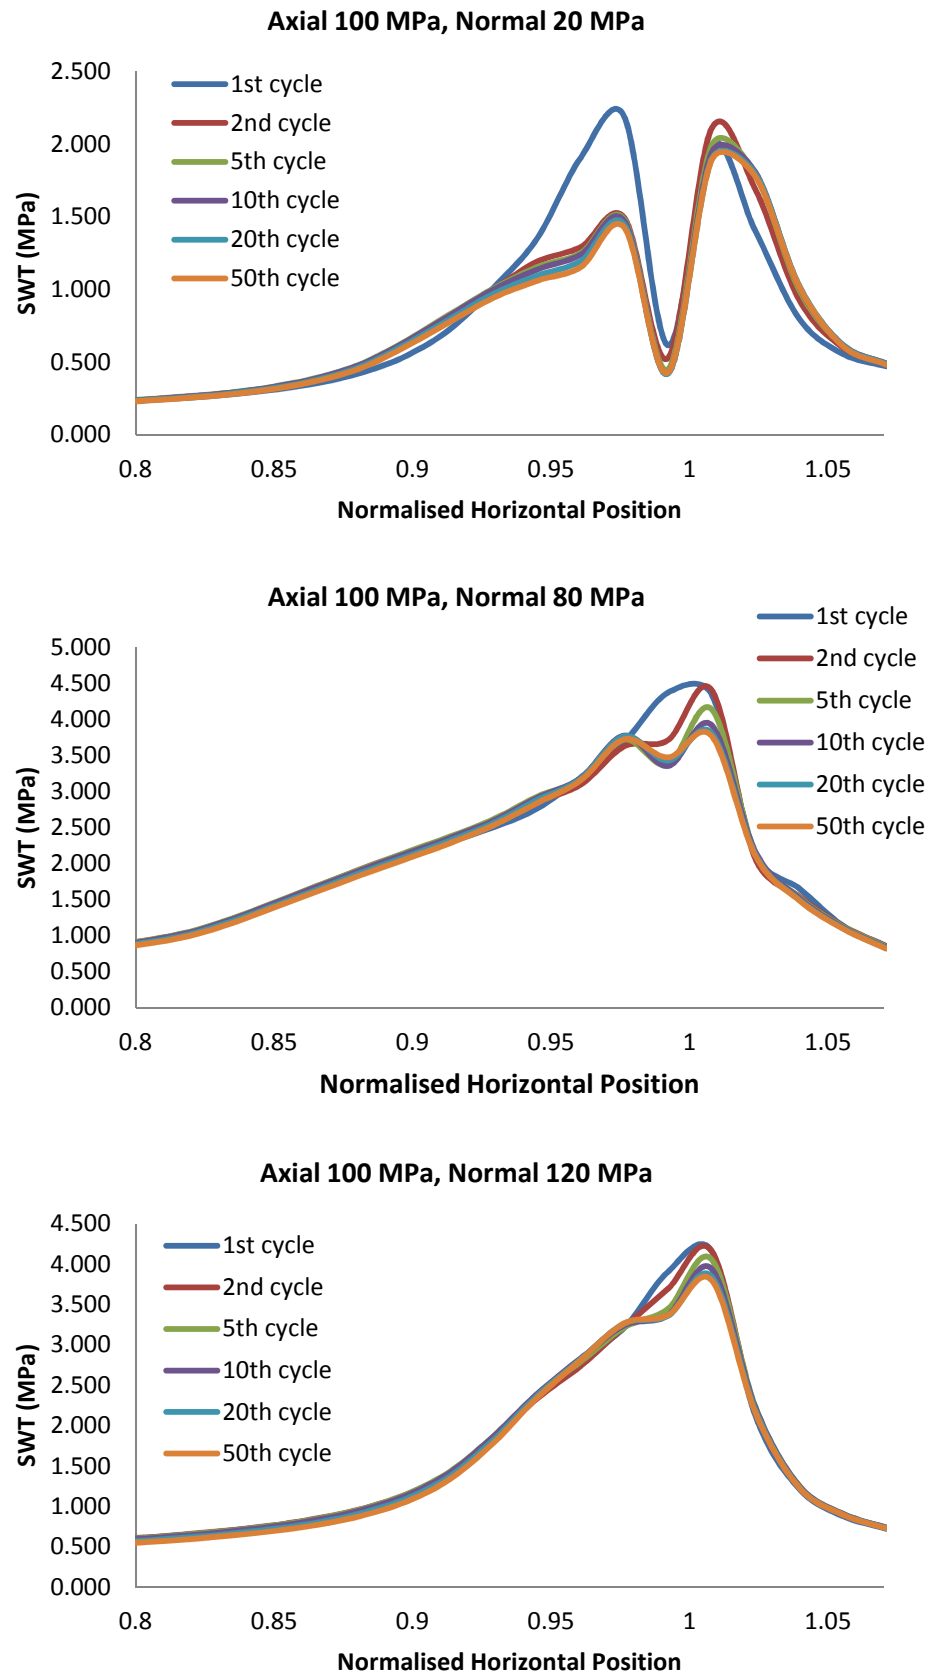 Axial 100 MPa, Normal 20 MPa
2.500
2.000
1.500
1.000
0.500
0.000
SWT (MPa)
1st cycle
2nd cycle
5th cycle
10th cycle
20th cycle
50th cycle
0.8 0.85 0.9 0.95 1 1.05
Normalised Horizontal Position
Axial 100 MPa, Normal 80 MPa
5.000
4.500
4.000
3.500
3.000
2.500
2.000
1.500
1.000
0.500
0.000
SWT (MPa)
1st cycle
2nd cycle
5th cycle
10th cycle
20th cycle
50th cycle
0.8 0.85 0.9 0.95 1 1.05
Normalised Horizontal Position
Axial 100 MPa, Normal 120 MPa
4.500
4.000
3.500
3.000
2.500
2.000
1.500
1.000
0.500
0.000
SWT (MPa)
1st cycle
2nd cycle
5th cycle
10th cycle
20th cycle
50th cycle
0.8 0.85 0.9 0.95 1 1.05
Normalised Horizontal Position